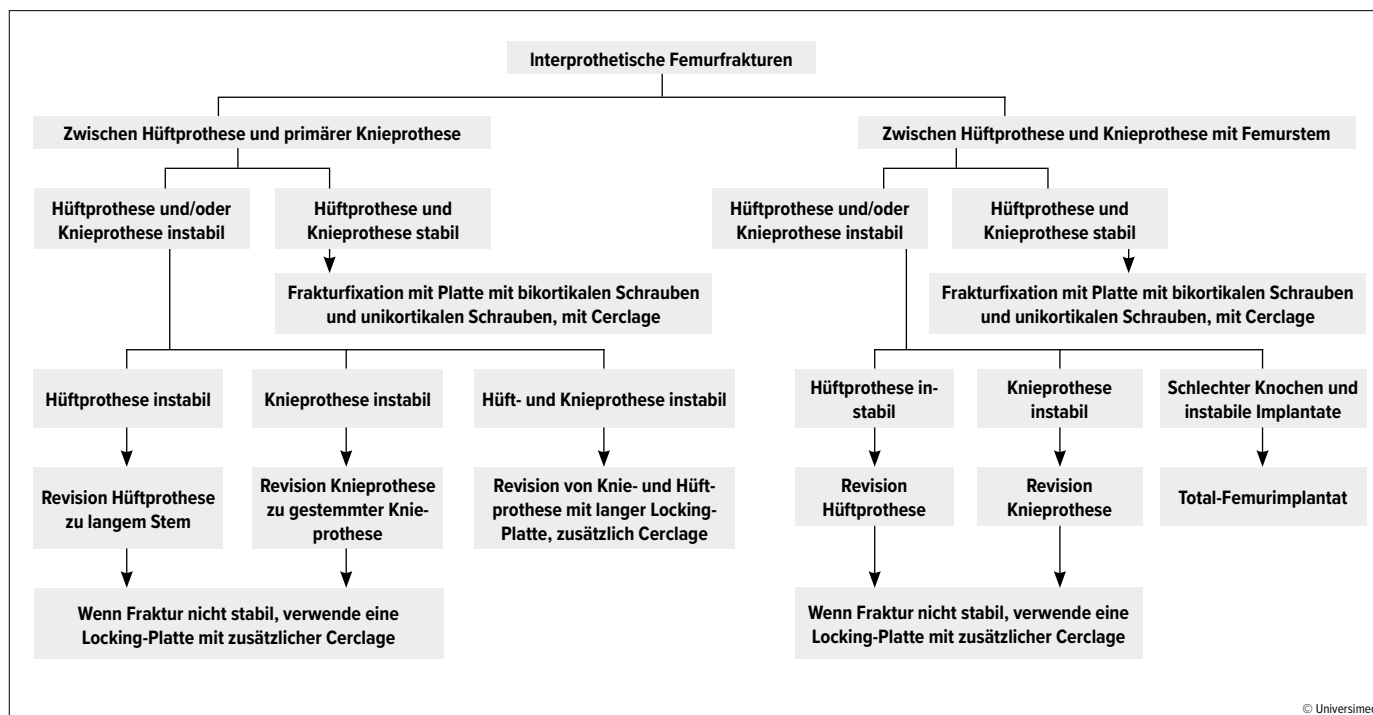 Interprothetische Femurfrakturen
Zwischen Hüftprothese und primärer Knieprothese
Zwischen Hüftprothese und Knieprothese mit Femurstem
Hüftprothese und/oder
Knieprothese instabil
Hüftprothese und
Knieprothese stabil
Hüftprothese und/oder
Knieprothese instabil
Hüftprothese und
Knieprothese stabil
Frakturfixation mit Platte mit bikortikalen Schrauben
und unikortikalen Schrauben, mit Cerclage
Frakturfixation mit Platte mit bikortikalen Schrauben
und unikortikalen Schrauben, mit Cerclage
Hüftprothese instabil
Knieprothese instabil
Hüft- und Knieprothese instabil
Hüftprothese in-
stabil
Knieprothese
instabil
Schlechter Knochen und
instabile Implantate
Revision Hüftprothese
zu langem Stem
Revision Knieprothese
zu gestemmter Knie-
prothese
Revision von Knie- und Hüft-
prothese mit langer Locking-
Platte, zusätzlich Cerclage
Revision
Hüftprothese
Revision
Knieprothese
Total-Femurimplantat
Wenn Fraktur nicht stabil, verwende eine
Locking-Platte mit zusätzlicher Cerclage
Wenn Fraktur nicht stabil, verwende eine
Locking-Platte mit zusätzlicher Cerclage
© Universimed